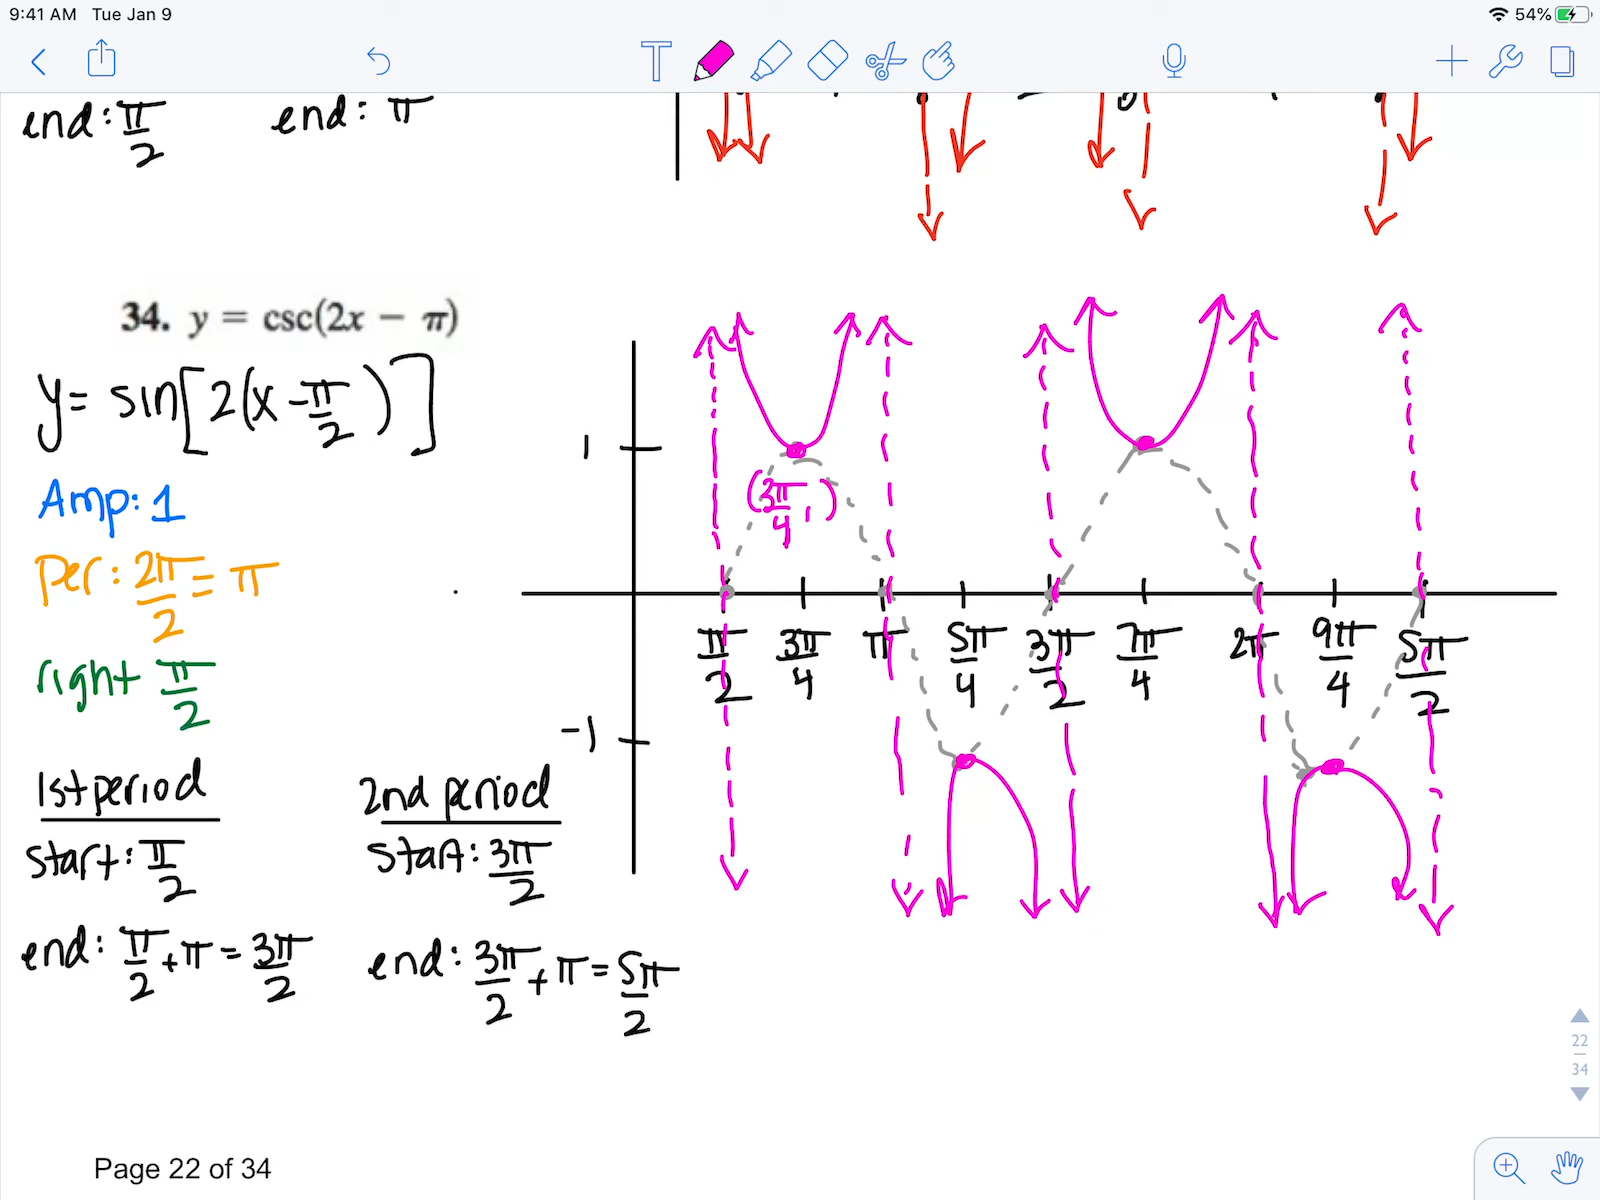 9:41 AM Tue Jan 9
54%
T
end: π/2
end: π
34. y = csc(2x − π)
y= sin[2(x-π/2)]
Amp: 1
Per: 2π/2 = π
right π/2
1st period
start: π/2
end: π/2 + π = 3π/2
2nd period
start: 3π/2
end: 3π/2 + π = 5π/2
1
-1
(3π/4, )
π/2 3π/4 π 5π/4 3π/2 7π/4 2π 9π/4 5π/2
22
34
Page 22 of 34